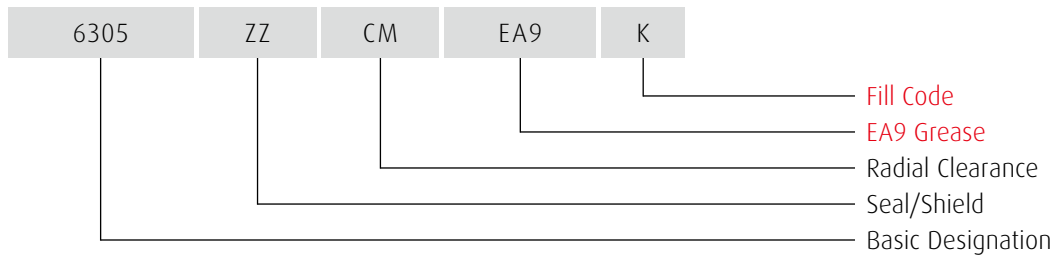 6305 ZZ CM EA9 K
Fill Code
EA9 Grease
Radial Clearance
Seal/Shield
Basic Designation